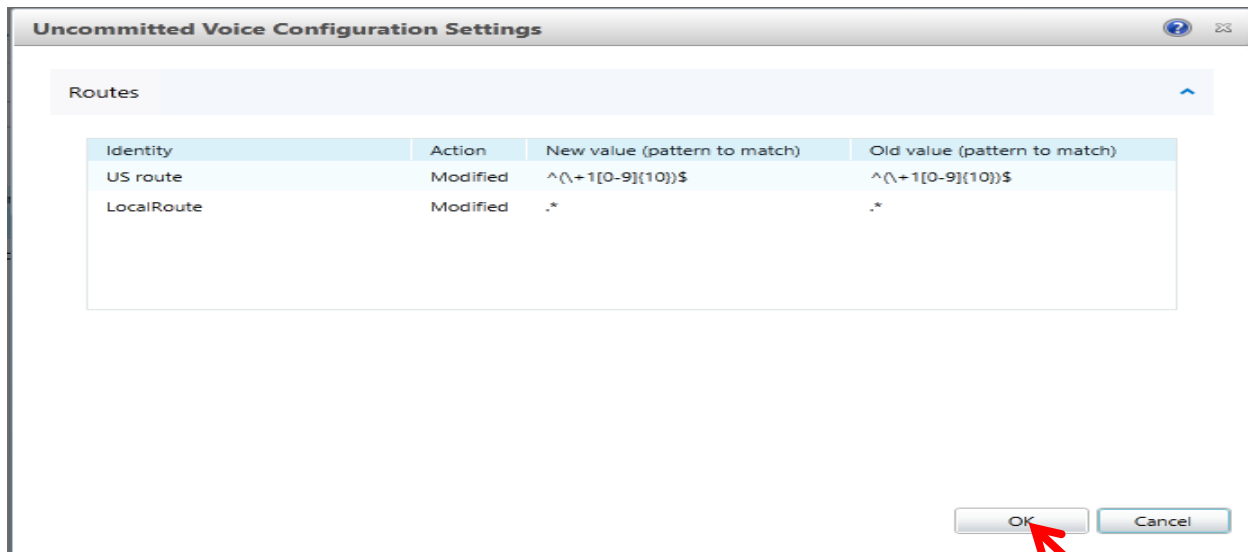 Uncommitted Voice Configuration Settings
Routes
Identity Action New value (pattern to match) Old value (pattern to match)
US route Modified ^(\+1[0-9]{10})$ ^(\+1[0-9]{10})$
LocalRoute Modified .* .*
OK Cancel